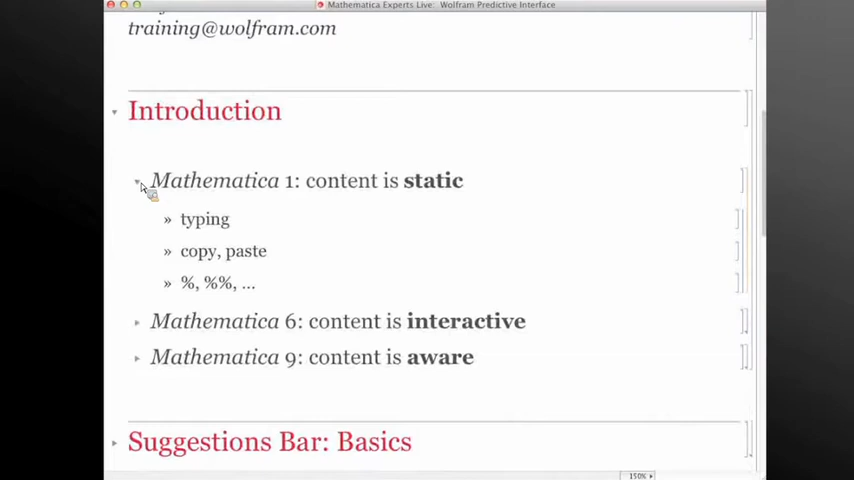 Mathematica Experts Live: Wolfram Predictive Interface
training@wolfram.com
Introduction
Mathematica 1: content is static
» typing
» copy, paste
» %, %%, ...
Mathematica 6: content is interactive
Mathematica 9: content is aware
Suggestions Bar: Basics
150%